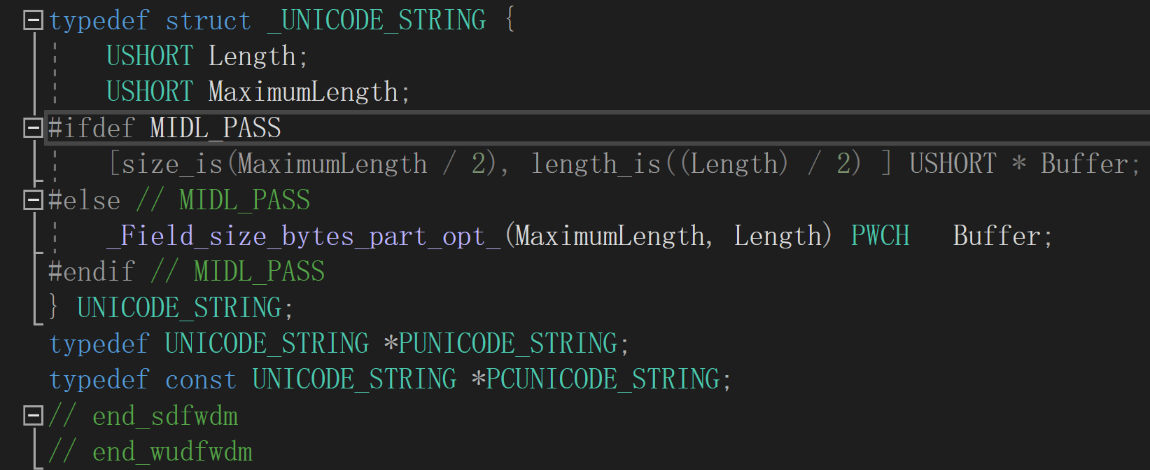 typedef struct _UNICODE_STRING {
    USHORT Length;
    USHORT MaximumLength;
#ifdef MIDL_PASS
    [size_is(MaximumLength / 2), length_is((Length) / 2) ] USHORT * Buffer;
#else // MIDL_PASS
    _Field_size_bytes_part_opt_(MaximumLength, Length) PWCH   Buffer;
#endif // MIDL_PASS
} UNICODE_STRING;
typedef UNICODE_STRING *PUNICODE_STRING;
typedef const UNICODE_STRING *PCUNICODE_STRING;
// end_sdfwdm
// end_wudfwdm